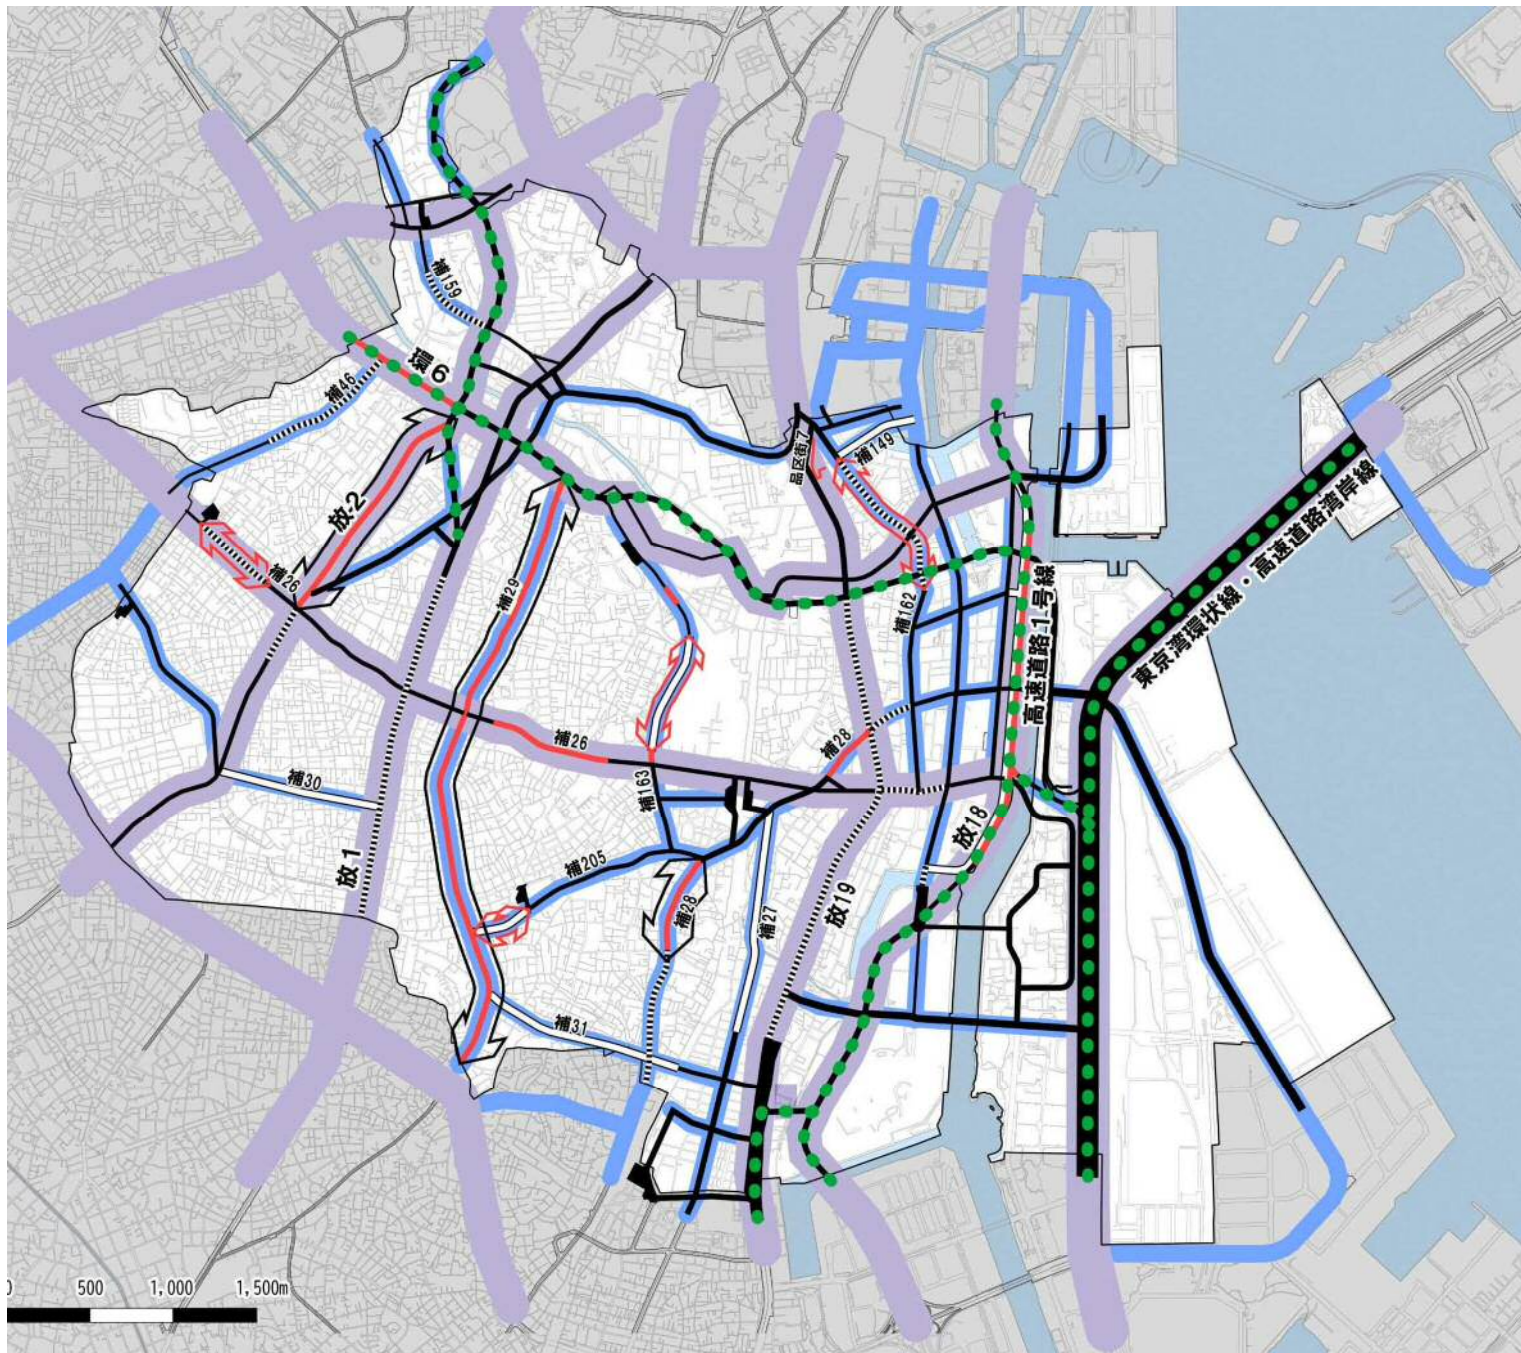 補159
環6
補46
品区街7
補149
放2
補26
補29
補162
高速道路1号線
東京湾環状線・高速道路湾岸線
補26
補28
補30
補163
放1
補205
放18
放19
補28
補27
補31
0 500 1,000 1,500m